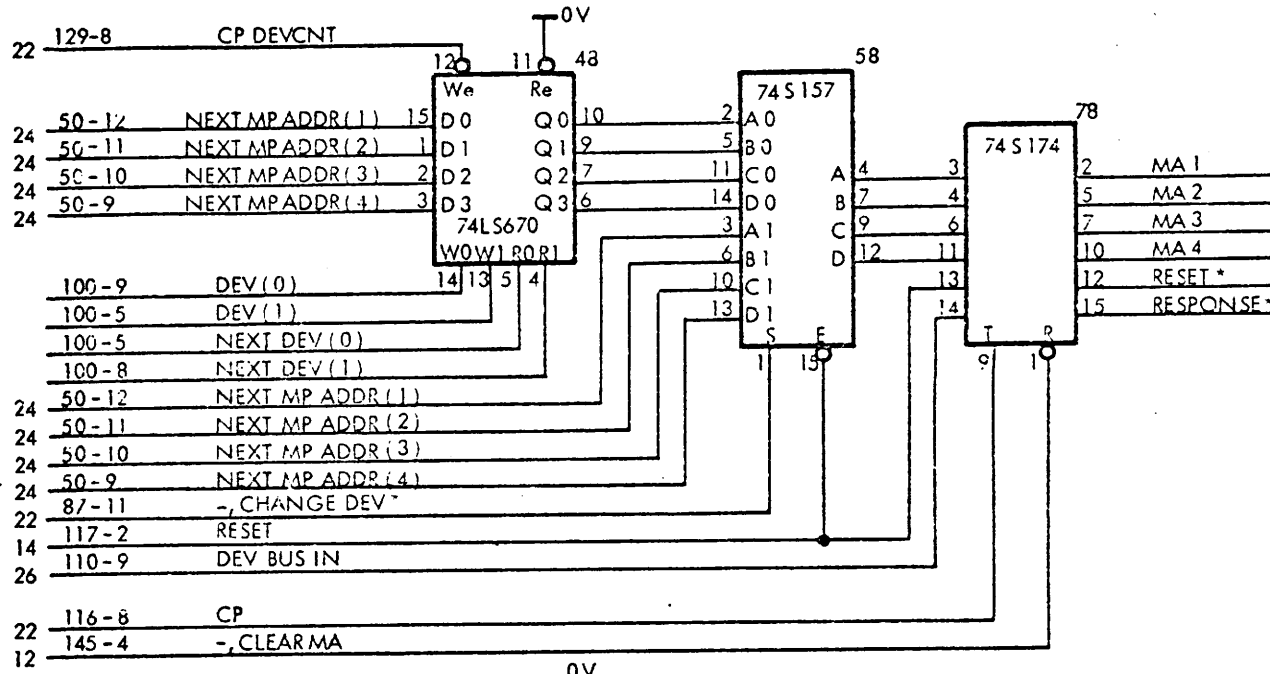 0V
22 129-8 CP DEVCNT
12 11 48 58
We Re 74S157 78
24 50-12 NEXT MP ADDR(1) 15 D0 Q0 10 2 A0 74S174
24 50-11 NEXT MP ADDR(2) 1 D1 Q1 9 5 B0 3 2 MA 1
24 50-10 NEXT MP ADDR(3) 2 D2 Q2 7 11 C0 A 4 4 5 MA 2
24 50-9 NEXT MP ADDR(4) 3 D3 Q3 6 14 D0 B 7 6 7 MA 3
74LS670 3 A1 C 9 11 10 MA 4
W0 W1 R0 R1 6 B1 D 12 13 12 RESET*
14 13 5 4 10 C1 14 15 RESPONSE*
100-9 DEV(0) 13 D1
100-5 DEV(1) S E T R
100-5 NEXT DEV(0) 1 15 9 1
100-8 NEXT DEV(1)
24 50-12 NEXT MP ADDR(1)
24 50-11 NEXT MP ADDR(2)
24 50-10 NEXT MP ADDR(3)
24 50-9 NEXT MP ADDR(4)
22 87-11 -, CHANGE DEV*
14 117-2 RESET
26 110-9 DEV BUS IN
22 116-8 CP
12 145-4 -, CLEAR MA
0V